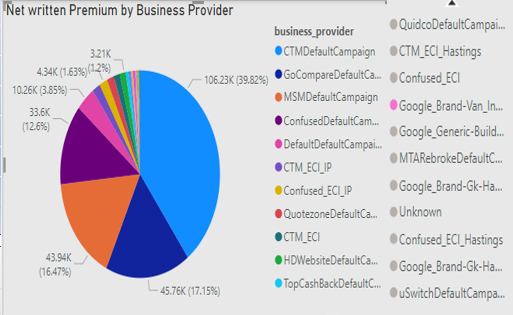 Net written Premium by Business Provider
3.21K
(1.2%)
4.34K (1.63%)
10.26K (3.85%)
33.6K
(12.6%)
43.94K
(16.47%)
45.76K (17.15%)
106.23K (39.82%)
business_provider
CTMDefaultCampaign
GoCompareDefaultCa...
MSMDefaultCampaign
ConfusedDefaultCam...
DefaultDefaultCampai...
CTM_ECI_IP
Confused_ECI_IP
QuotezoneDefaultCa...
CTM_ECI
HDWebsiteDefaultCa...
TopCashBackDefaultC...
QuidcoDefaultCampai...
CTM_ECI_Hastings
Confused_ECI
Google_Brand-Van_In...
Google_Generic-Build...
MTARebrokeDefaultC...
Google_Brand-Gk-Ha...
Unknown
Confused_ECI_Hastings
Google_Brand-Gk-Ha...
uSwitchDefaultCampa...